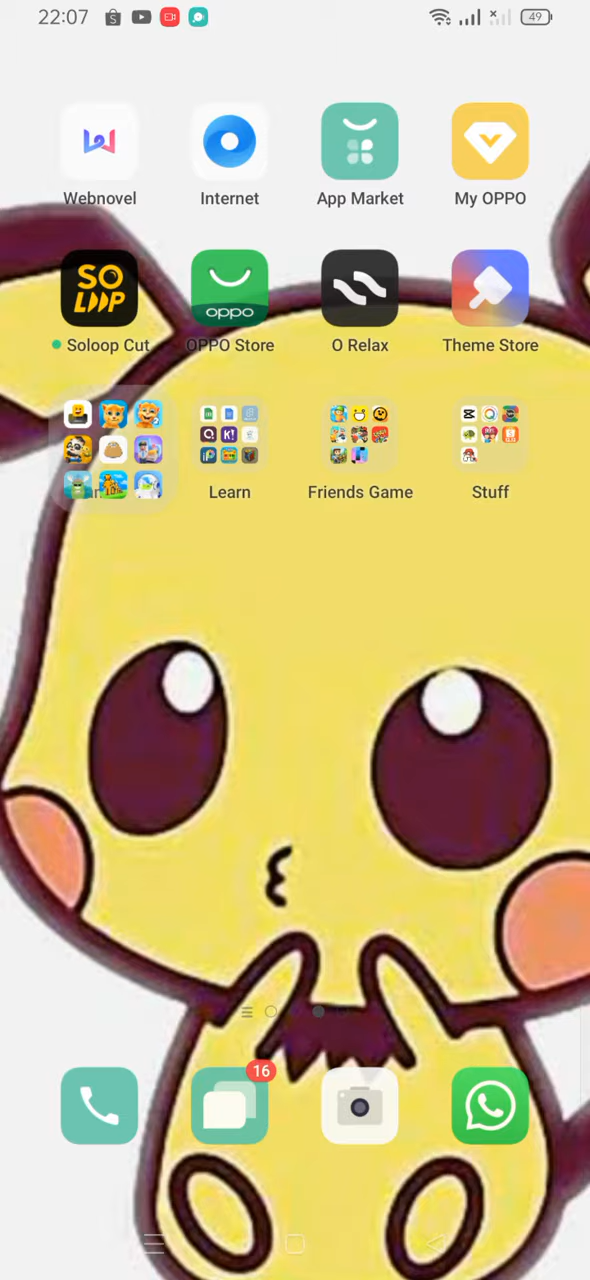 22:07
49
Webnovel
Internet
App Market
My OPPO
SO
LOOP
oppo
Soloop Cut
OPPO Store
O Relax
Theme Store
K!
Learn
Friends Game
Stuff
16